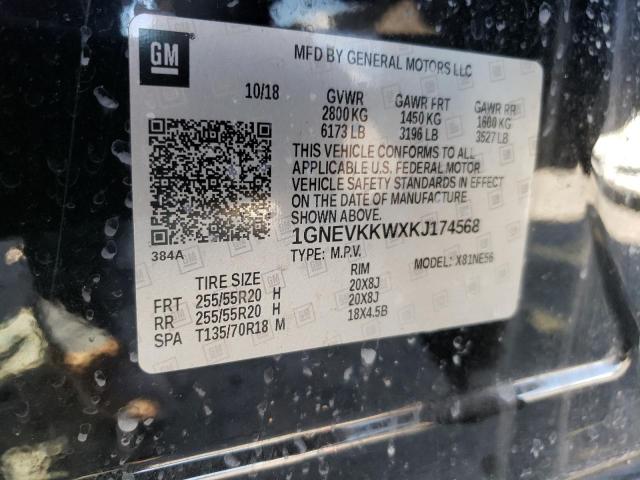 GM
MFD BY GENERAL MOTORS LLC
10/18 GVWR GAWR FRT GAWR RR
2800 KG 1450 KG 1600 KG
6173 LB 3196 LB 3527 LB
THIS VEHICLE CONFORMS TO ALL
APPLICABLE U.S. FEDERAL MOTOR
VEHICLE SAFETY STANDARDS IN EFFECT
ON THE DATE OF MANUFACTURE
SHOWN ABOVE
1GNEVKKWXKJ174568
384A TYPE: M.P.V. MODEL: X81NE56
TIRE SIZE RIM
FRT 255/55R20 H 20X8J
RR 255/55R20 H 20X8J
SPA T135/70R18 M 18X4.5B